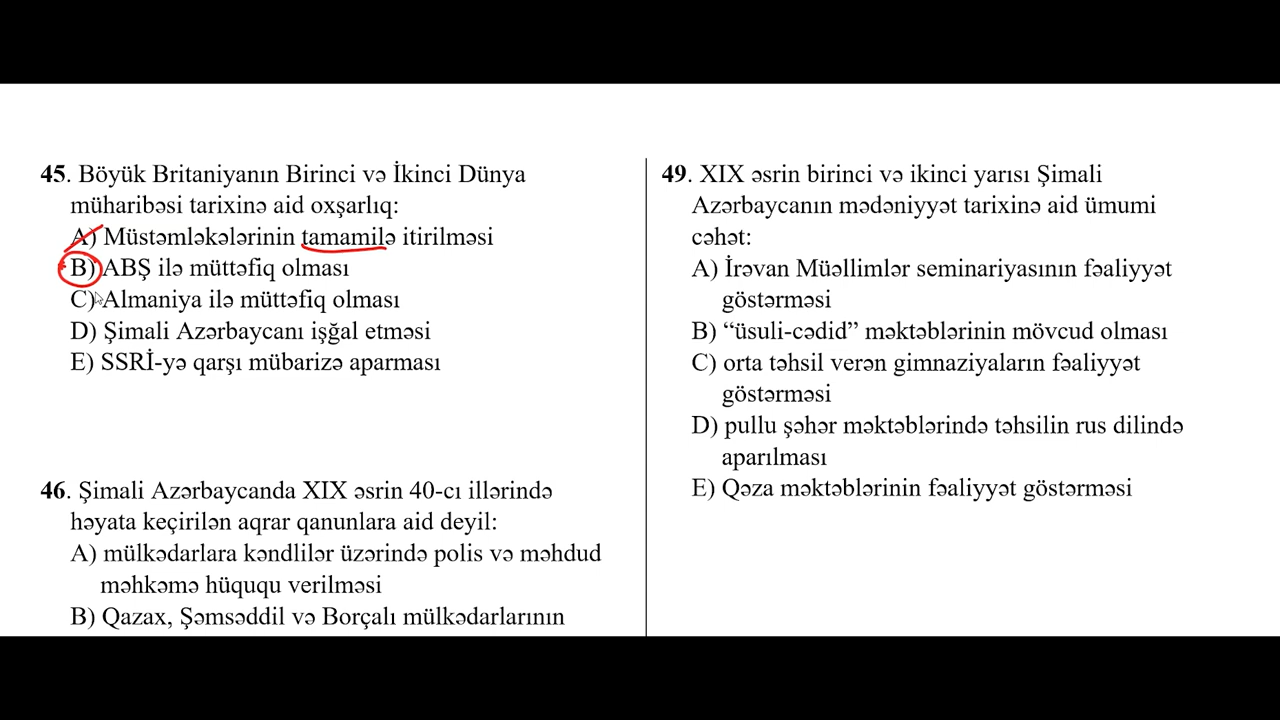 45. Böyük Britaniyanın Birinci və İkinci Dünya
müharibəsi tarixinə aid oxşarlıq:
A) Müstəmləkələrinin tamamilə itirilməsi
B) ABŞ ilə müttəfiq olması
C) Almaniya ilə müttəfiq olması
D) Şimali Azərbaycanı işğal etməsi
E) SSRİ-yə qarşı mübarizə aparması
46. Şimali Azərbaycanda XIX əsrin 40-cı illərində
həyata keçirilən aqrar qanunlara aid deyil:
A) mülkədarlara kəndlilər üzərində polis və məhdud
məhkəmə hüququ verilməsi
B) Qazax, Şəmsəddil və Borçalı mülkədarlarının
49. XIX əsrin birinci və ikinci yarısı Şimali
Azərbaycanın mədəniyyət tarixinə aid ümumi
cəhət:
A) İrəvan Müəllimlər seminariyasının fəaliyyət
göstərməsi
B) “üsuli-cədid” məktəblərinin mövcud olması
C) orta təhsil verən gimnaziyaların fəaliyyət
göstərməsi
D) pullu şəhər məktəblərində təhsilin rus dilində
aparılması
E) Qəza məktəblərinin fəaliyyət göstərməsi